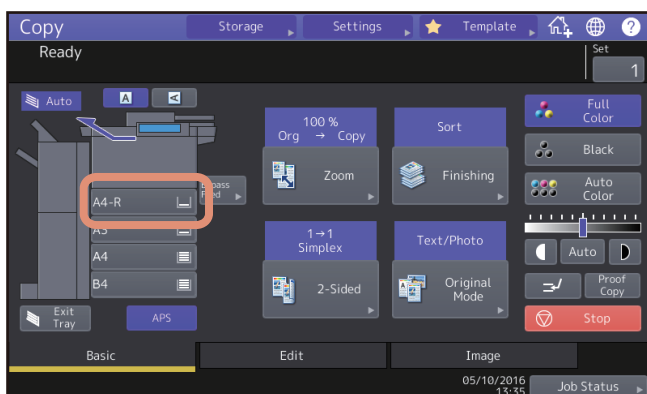 Copy
Storage
Settings
Template
?
Ready
Set
1
Auto
A
A
100 %
Org → Copy
Zoom
Sort
Finishing
Full
Color
Black
Auto
Color
Bypass
Feed
A4-R
A3
A4
B4
1→1
Simplex
2-Sided
Text/Photo
Original
Mode
Auto
Proof
Copy
Exit
Tray
APS
Stop
Basic
Edit
Image
05/10/2016
13:35
Job Status